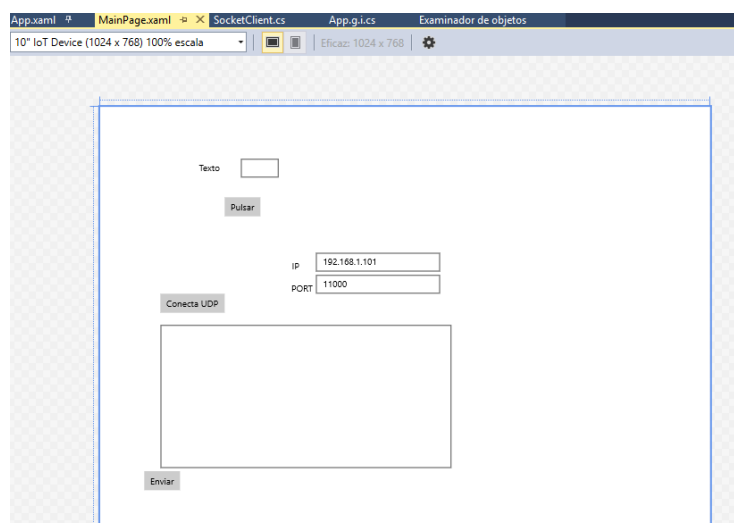 App.xaml MainPage.xaml SocketClient.cs App.g.i.cs Examinador de objetos
10" IoT Device (1024 x 768) 100% escala Eficaz: 1024 x 768
Texto
Pulsar
IP 192.168.1.101
PORT 11000
Conecta UDP
Enviar